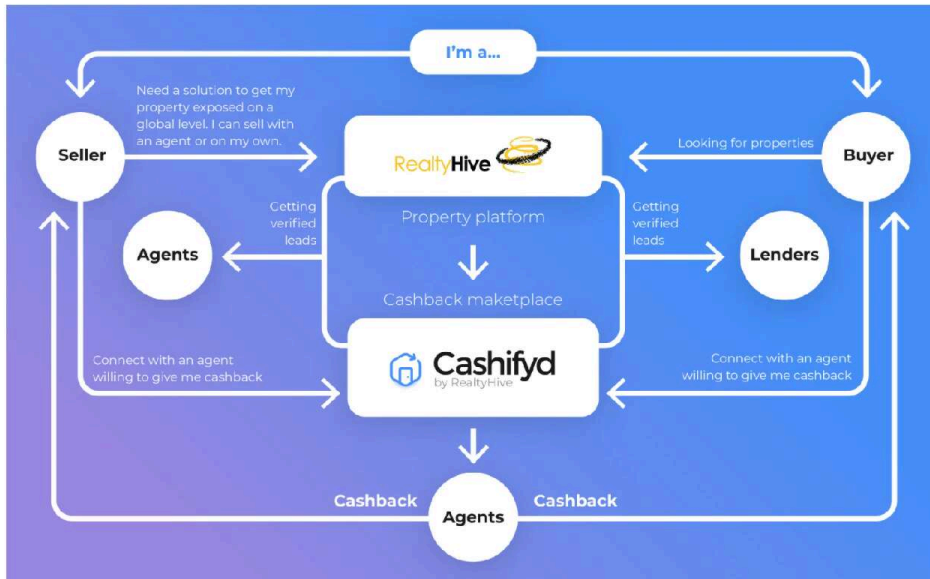 I'm a...
Need a solution to get my
property exposed on a
global level. I can sell with
an agent or on my own.
Seller
RealtyHive
Looking for properties
Buyer
Getting
verified
leads
Property platform
Getting
verified
leads
Agents
Lenders
Cashback maketplace
Connect with an agent
willing to give me cashback
Cashifyd
by RealtyHive
Connect with an agent
willing to give me cashback
Cashback
Agents
Cashback